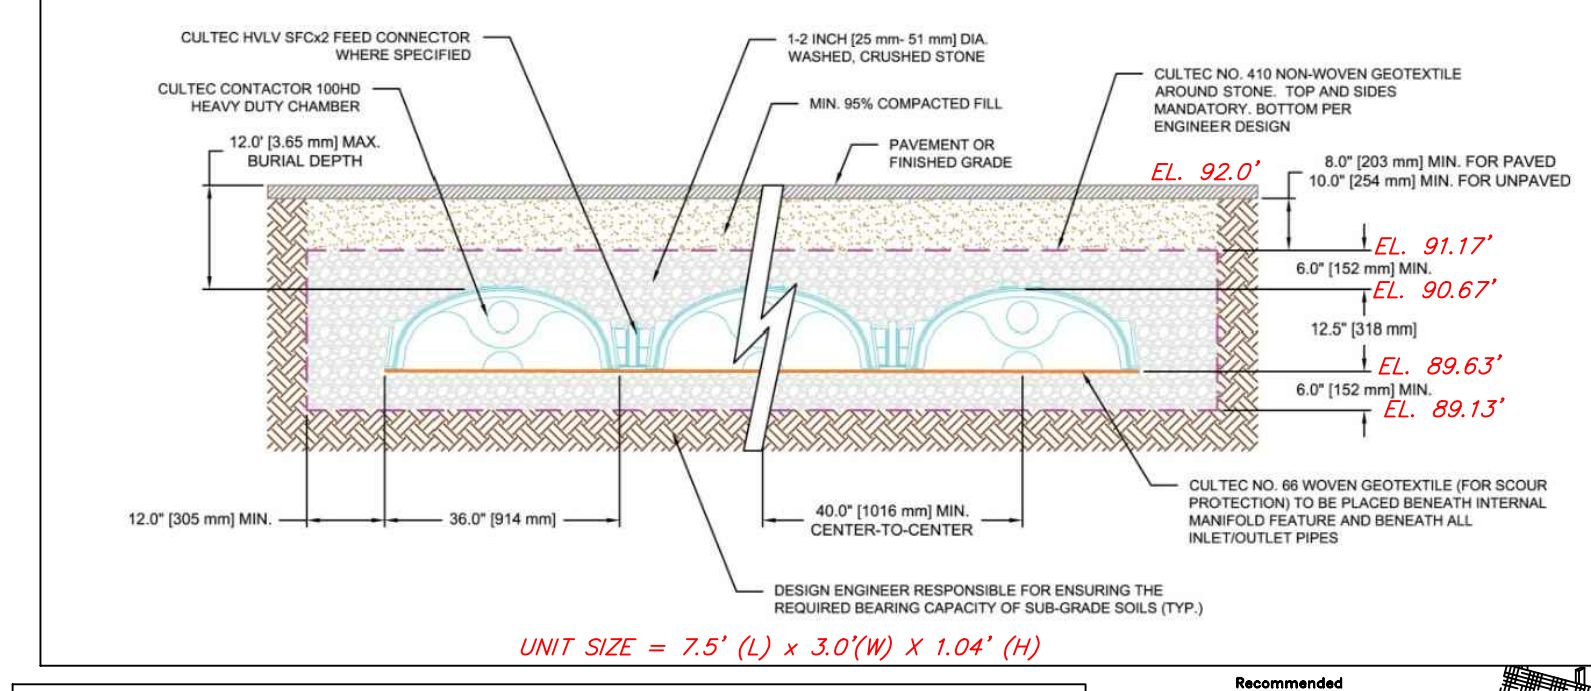 CULTEC HVLV SFCx2 FEED CONNECTOR
WHERE SPECIFIED
CULTEC CONTACTOR 100HD
HEAVY DUTY CHAMBER
12.0' [3.65 mm] MAX.
BURIAL DEPTH
1-2 INCH [25 mm- 51 mm] DIA.
WASHED, CRUSHED STONE
MIN. 95% COMPACTED FILL
PAVEMENT OR
FINISHED GRADE
CULTEC NO. 410 NON-WOVEN GEOTEXTILE
AROUND STONE. TOP AND SIDES
MANDATORY. BOTTOM PER
ENGINEER DESIGN
EL. 92.0'
8.0" [203 mm] MIN. FOR PAVED
10.0" [254 mm] MIN. FOR UNPAVED
EL. 91.17'
6.0" [152 mm] MIN.
EL. 90.67'
12.5" [318 mm]
EL. 89.63'
6.0" [152 mm] MIN.
EL. 89.13'
12.0" [305 mm] MIN.
36.0" [914 mm]
40.0" [1016 mm] MIN.
CENTER-TO-CENTER
CULTEC NO. 66 WOVEN GEOTEXTILE (FOR SCOUR
PROTECTION) TO BE PLACED BENEATH INTERNAL
MANIFOLD FEATURE AND BENEATH ALL
INLET/OUTLET PIPES
DESIGN ENGINEER RESPONSIBLE FOR ENSURING THE
REQUIRED BEARING CAPACITY OF SUB-GRADE SOILS (TYP.)
UNIT SIZE = 7.5' (L) x 3.0'(W) X 1.04' (H)
Recommended